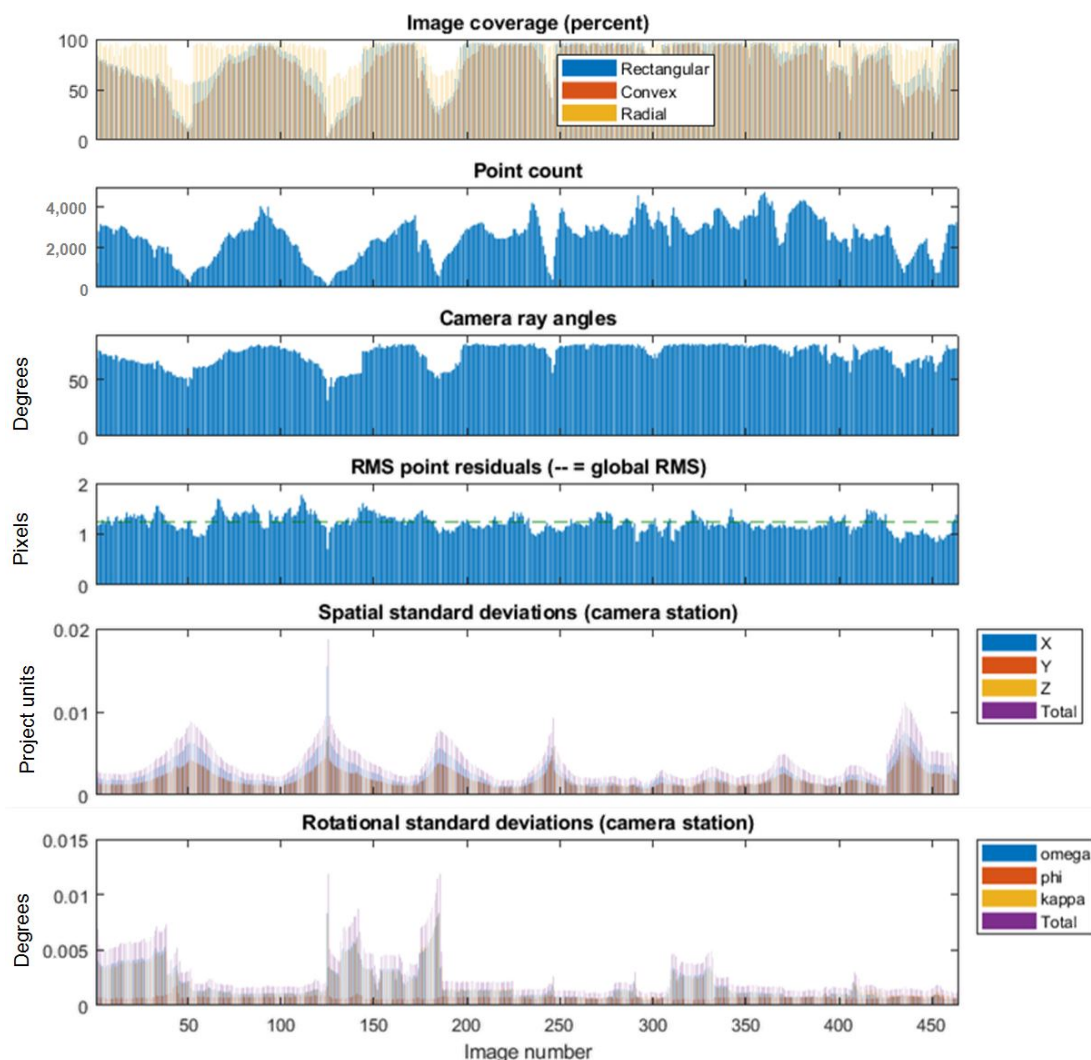 Image coverage (percent)
100
50
0
Rectangular
Convex
Radial
Point count
4,000
2,000
0
Camera ray angles
Degrees
50
0
RMS point residuals (-- = global RMS)
Pixels
2
1
0
Spatial standard deviations (camera station)
Project units
0.02
0.01
0
X
Y
Z
Total
Rotational standard deviations (camera station)
Degrees
0.015
0.01
0.005
0
omega
phi
kappa
Total
50 100 150 200 250 300 350 400 450
Image number